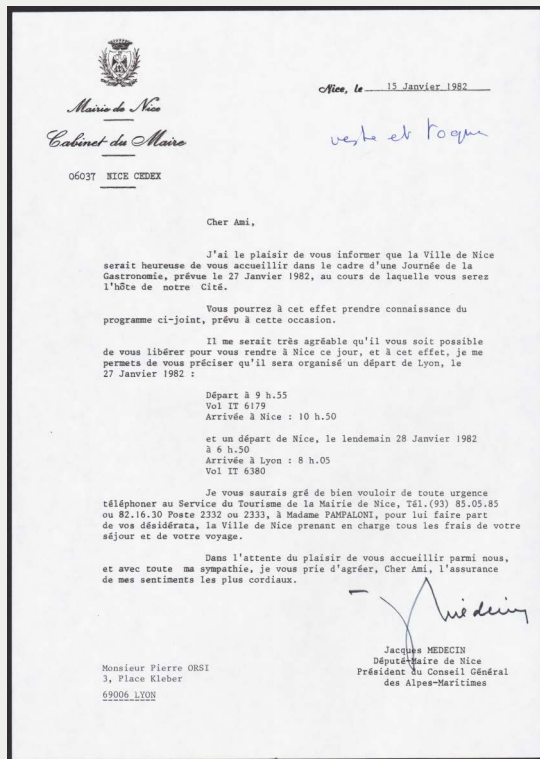 Mairie de Nice
Cabinet du Maire
06037 NICE CEDEX
Nice, le 15 Janvier 1982
veste et toque
Cher Ami,
J'ai le plaisir de vous informer que la Ville de Nice
serait heureuse de vous accueillir dans le cadre d'une Journée de la
Gastronomie, prévue le 27 Janvier 1982, au cours de laquelle vous serez
l'hôte de notre Cité.
Vous pourrez à cet effet prendre connaissance du
programme ci-joint, prévu à cette occasion.
Il me serait très agréable qu'il vous soit possible
de vous libérer pour vous rendre à Nice ce jour, et à cet effet, je me
permets de vous préciser qu'il sera organisé un départ de Lyon, le
27 Janvier 1982 :
Départ à 9 h.55
Vol IT 6179
Arrivée à Nice : 10 h.50
et un départ de Nice, le lendemain 28 Janvier 1982
à 6 h.50
Arrivée à Lyon : 8 h.05
Vol IT 6380
Je vous saurais gré de bien vouloir de toute urgence
téléphoner au Service du Tourisme de la Mairie de Nice, Tél.(93) 85.05.85
ou 82.16.30 Poste 2332 ou 2333, à Madame PAMPALONI, pour lui faire part
de vos désidérata, la Ville de Nice prenant en charge tous les frais de votre
séjour et de votre voyage.
Dans l'attente du plaisir de vous accueillir parmi nous,
et avec toute ma sympathie, je vous prie d'agréer, Cher Ami, l'assurance
de mes sentiments les plus cordiaux.
Médecin
Jacques MEDECIN
Député-Maire de Nice
Président du Conseil Général
des Alpes-Maritimes
Monsieur Pierre ORSI
3, Place Kleber
69006 LYON